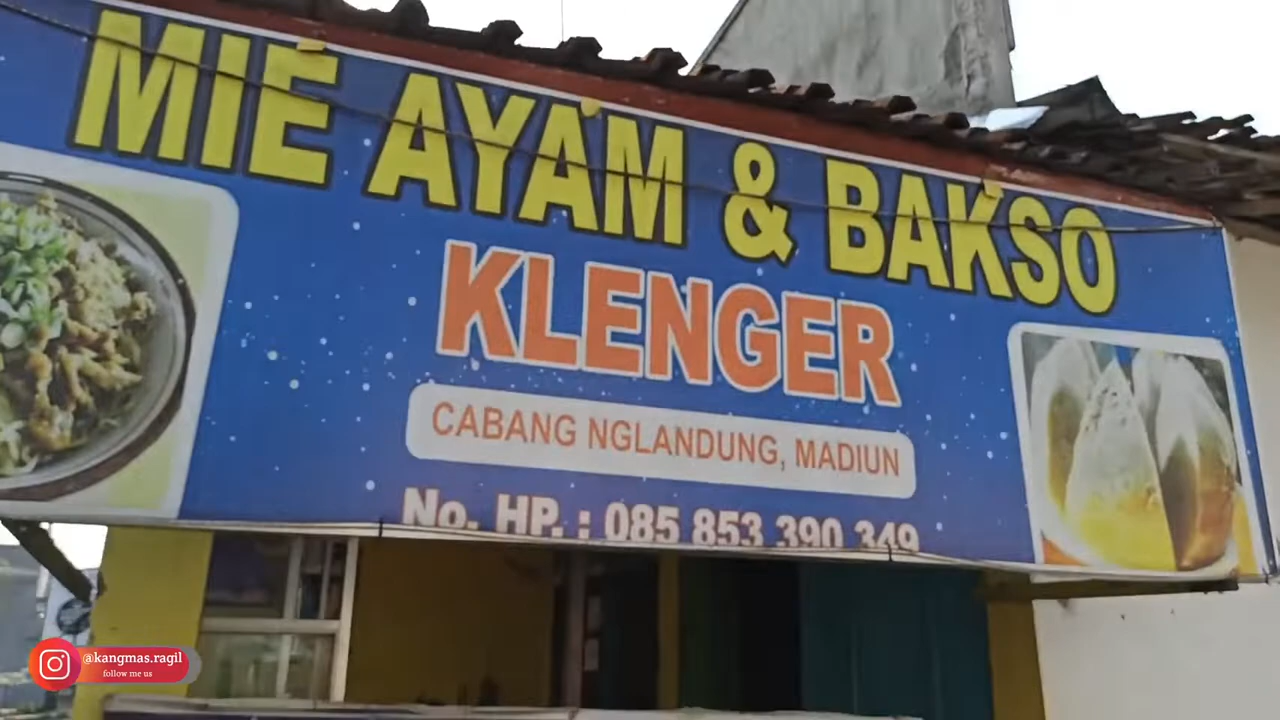 MIE AYAM & BAKSO
KLENGER
CABANG NGLANDUNG, MADIUN
No. HP. : 085 853 390 349
@kangmas.ragil
follow me us